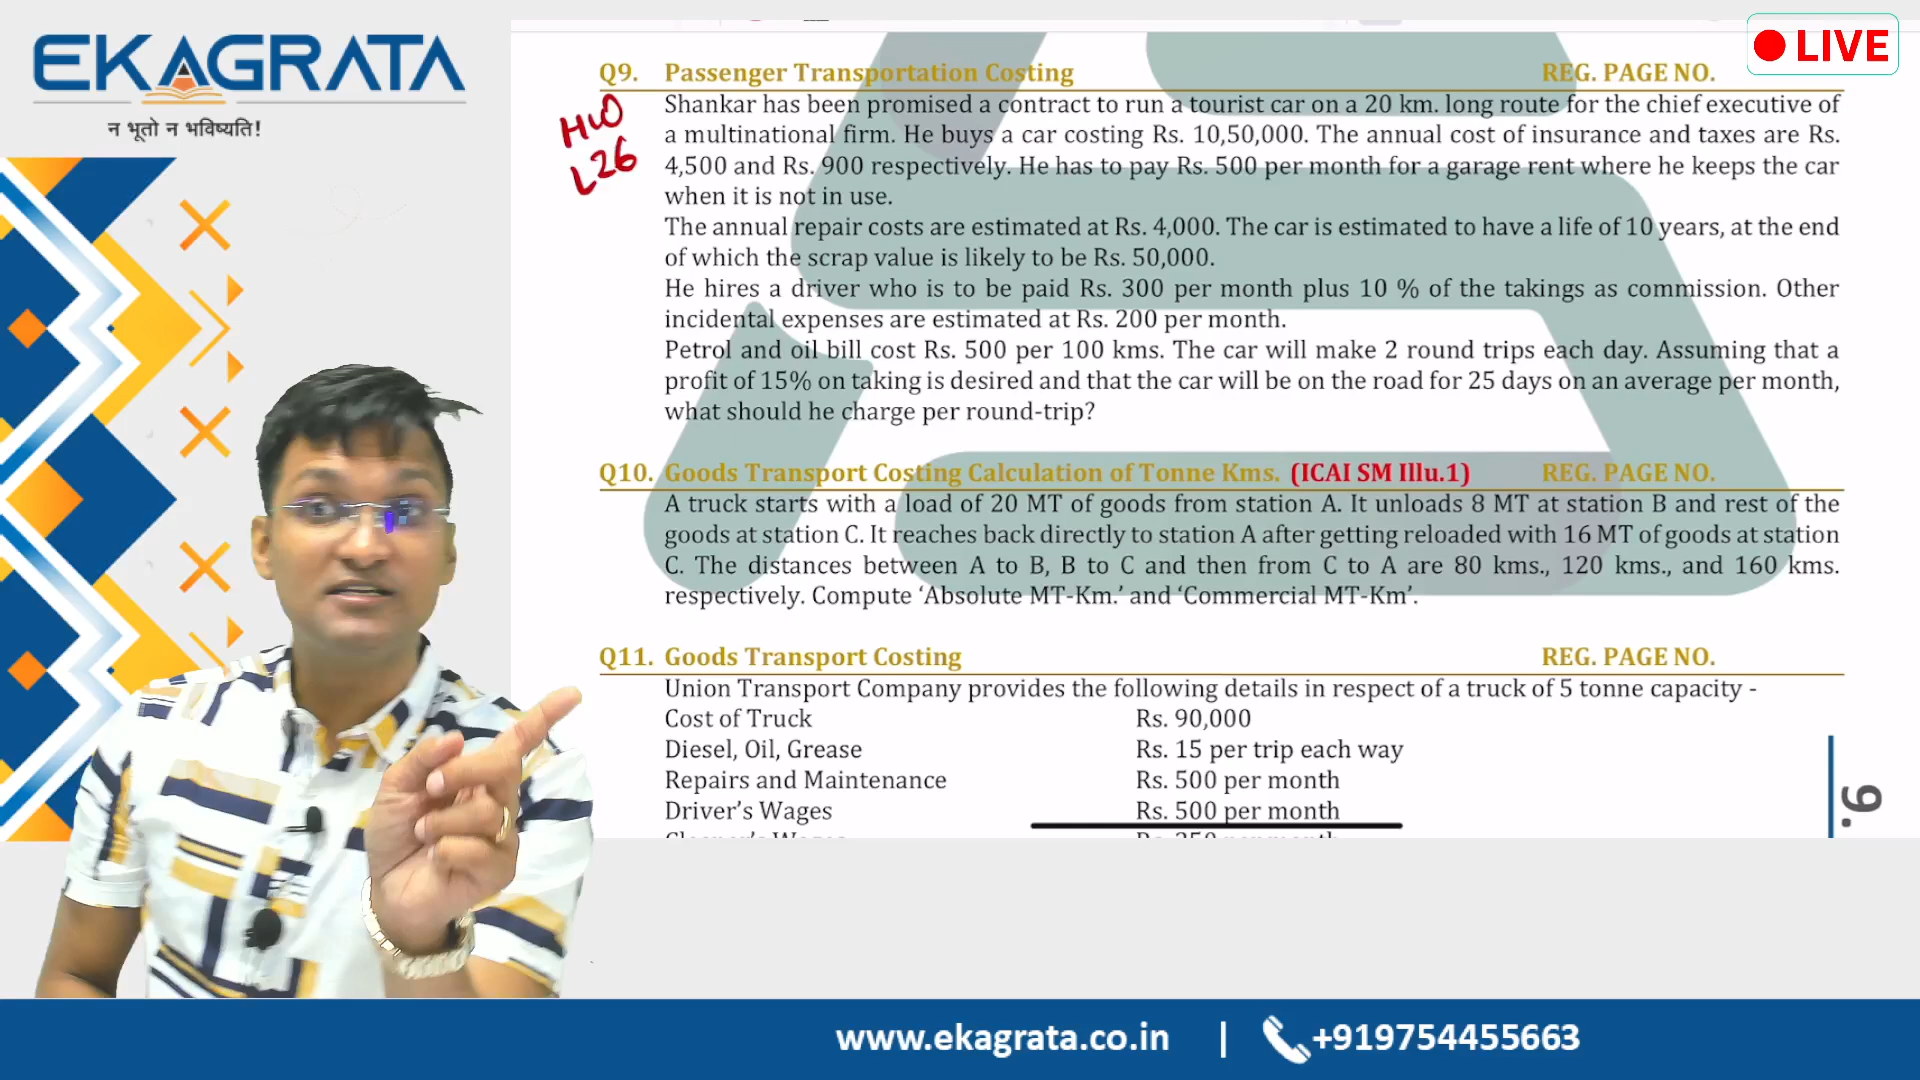 EKAGRATA
न भूतो न भविष्यति!
LIVE
Q9. Passenger Transportation Costing REG. PAGE NO.
HW
L26
Shankar has been promised a contract to run a tourist car on a 20 km. long route for the chief executive of
a multinational firm. He buys a car costing Rs. 10,50,000. The annual cost of insurance and taxes are Rs.
4,500 and Rs. 900 respectively. He has to pay Rs. 500 per month for a garage rent where he keeps the car
when it is not in use.
The annual repair costs are estimated at Rs. 4,000. The car is estimated to have a life of 10 years, at the end
of which the scrap value is likely to be Rs. 50,000.
He hires a driver who is to be paid Rs. 300 per month plus 10 % of the takings as commission. Other
incidental expenses are estimated at Rs. 200 per month.
Petrol and oil bill cost Rs. 500 per 100 kms. The car will make 2 round trips each day. Assuming that a
profit of 15% on taking is desired and that the car will be on the road for 25 days on an average per month,
what should he charge per round-trip?
Q10. Goods Transport Costing Calculation of Tonne Kms. (ICAI SM Illu.1) REG. PAGE NO.
A truck starts with a load of 20 MT of goods from station A. It unloads 8 MT at station B and rest of the
goods at station C. It reaches back directly to station A after getting reloaded with 16 MT of goods at station
C. The distances between A to B, B to C and then from C to A are 80 kms., 120 kms., and 160 kms.
respectively. Compute ‘Absolute MT-Km.’ and ‘Commercial MT-Km’.
Q11. Goods Transport Costing REG. PAGE NO.
Union Transport Company provides the following details in respect of a truck of 5 tonne capacity -
Cost of Truck Rs. 90,000
Diesel, Oil, Grease Rs. 15 per trip each way
Repairs and Maintenance Rs. 500 per month
Driver’s Wages Rs. 500 per month
9.
www.ekagrata.co.in | +919754455663